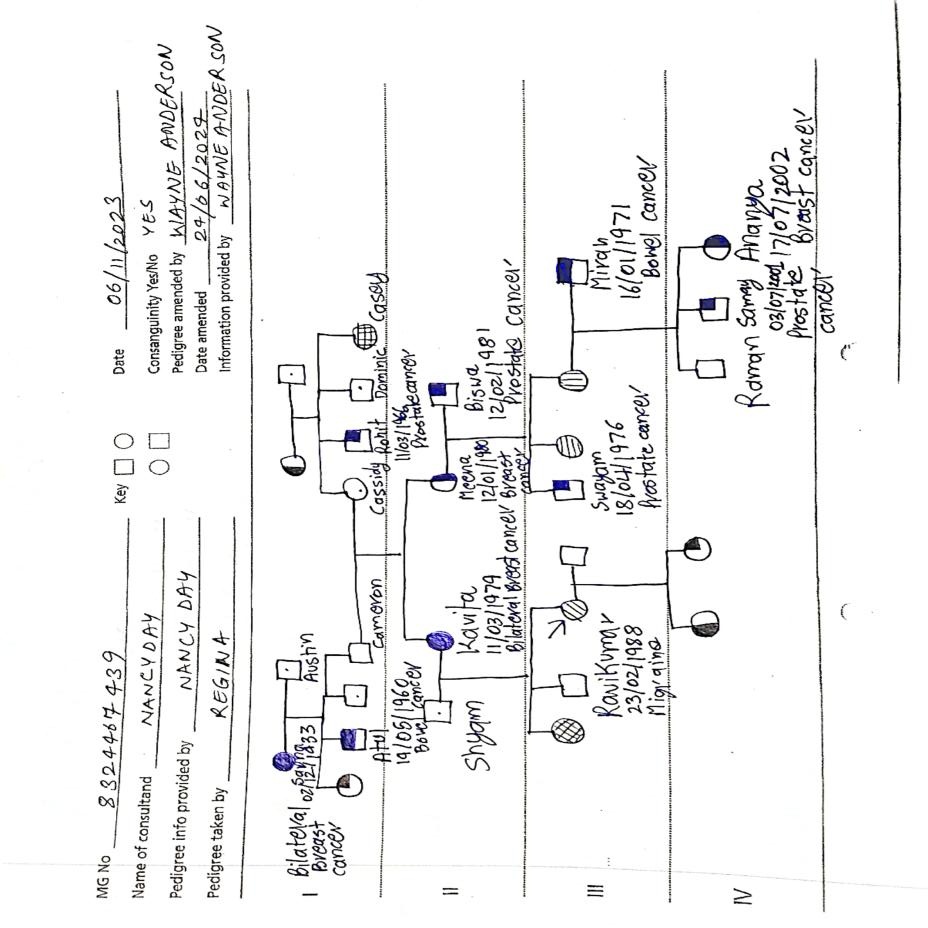 MG No 8324467439
Key
Date 06/11/2023
Name of consultand NANCY DAY
Consanguinity Yes/No YES
Pedigree info provided by NANCY DAY
Pedigree amended by WAYNE ANDERSON
Pedigree taken by REGINA
Date amended 24/06/2024
Information provided by WAYNE ANDERSON
I
Bilateral
Breast
cancer
02/12/1933
Austin
Atul
19/05/1960
Bowel cancer
Cameron
Cassidy
Rohit
11/03/1966
Prostate cancer
Dominic
Casey
II
Shyam
Kavita
11/03/1979
Bilateral Breast cancer
Meena
12/01/1980
Breast
cancer
Biswa
12/02/1981
Prostate cancer
III
RaviKumar
23/02/1988
Migraine
Swayam
18/04/1976
Prostate cancer
Mirah
16/01/1971
Bowel cancer
IV
Raman
Samay
03/07/2001
Prostate
cancer
Ananya
17/07/2002
Breast cancer